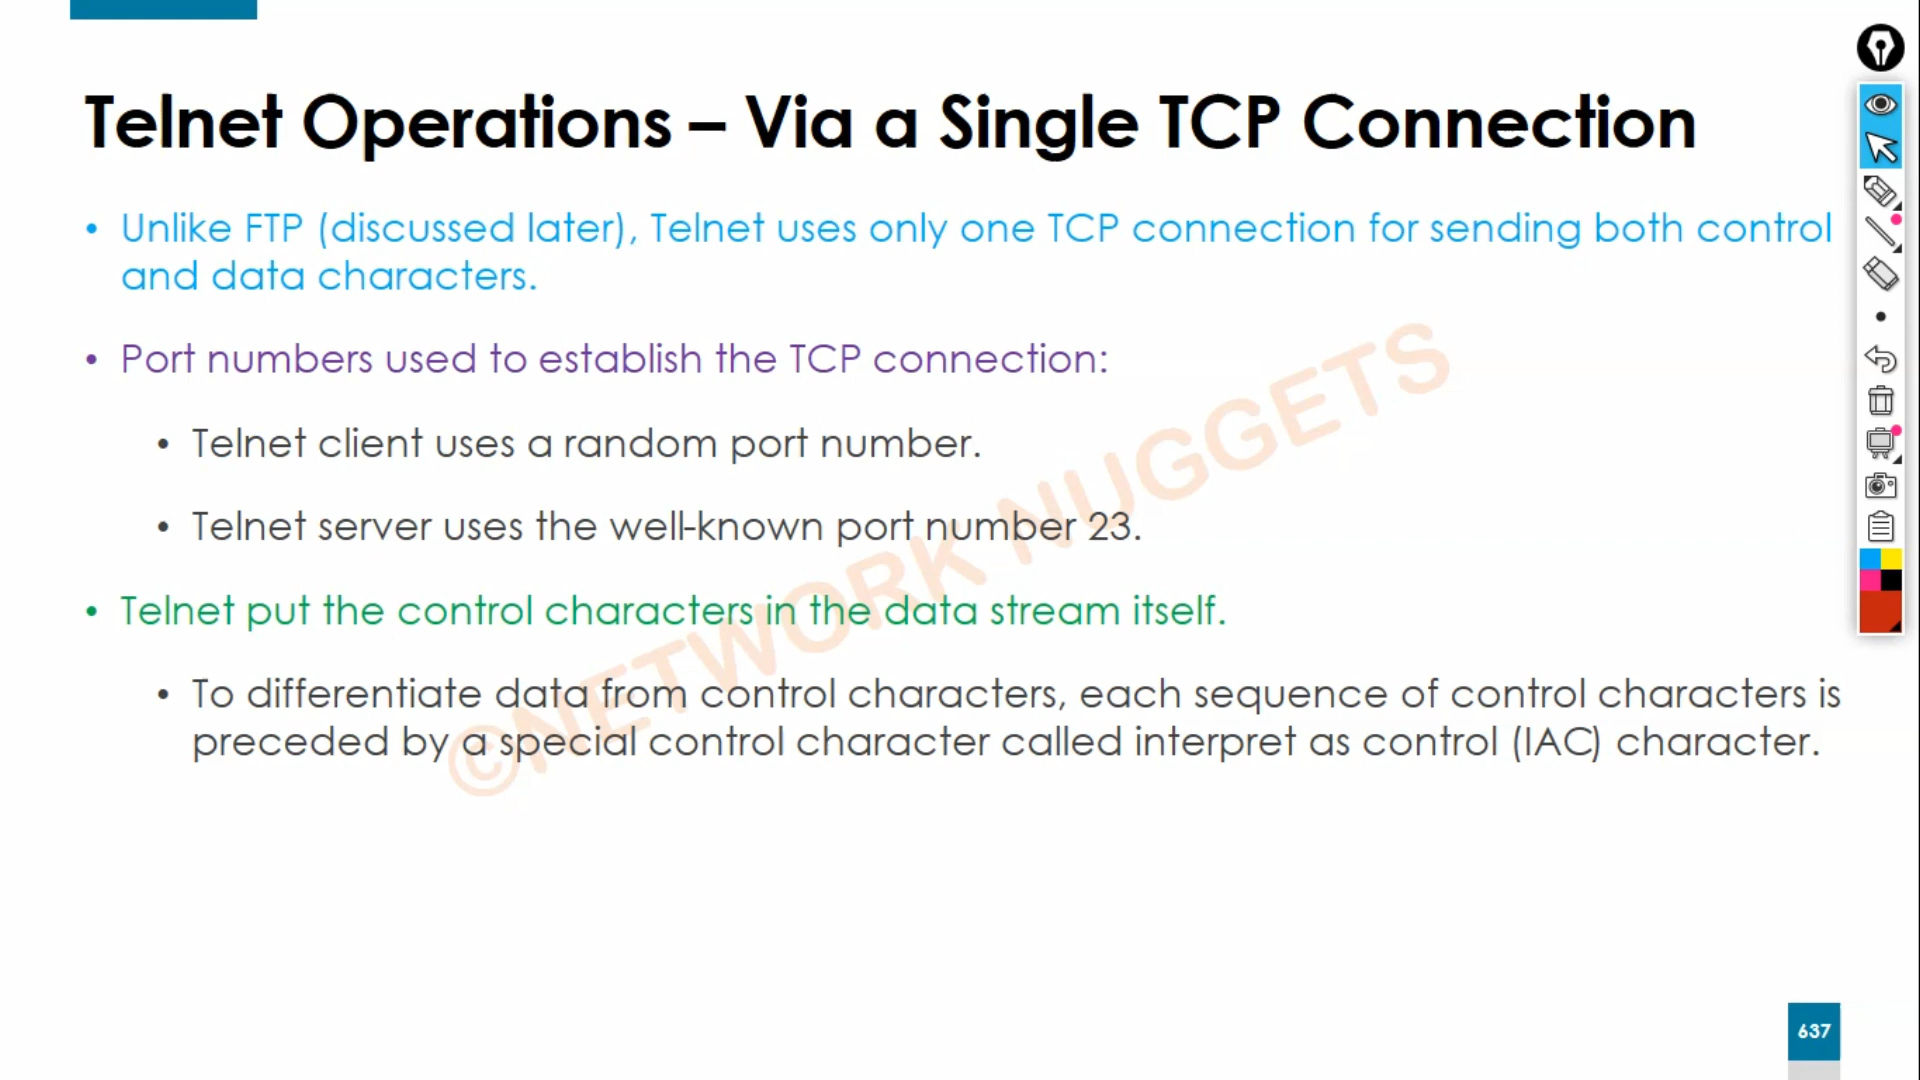 Telnet Operations – Via a Single TCP Connection
• Unlike FTP (discussed later), Telnet uses only one TCP connection for sending both control
and data characters.
• Port numbers used to establish the TCP connection:
• Telnet client uses a random port number.
• Telnet server uses the well-known port number 23.
• Telnet put the control characters in the data stream itself.
• To differentiate data from control characters, each sequence of control characters is
preceded by a special control character called interpret as control (IAC) character.
©NETWORK NUGGETS
637